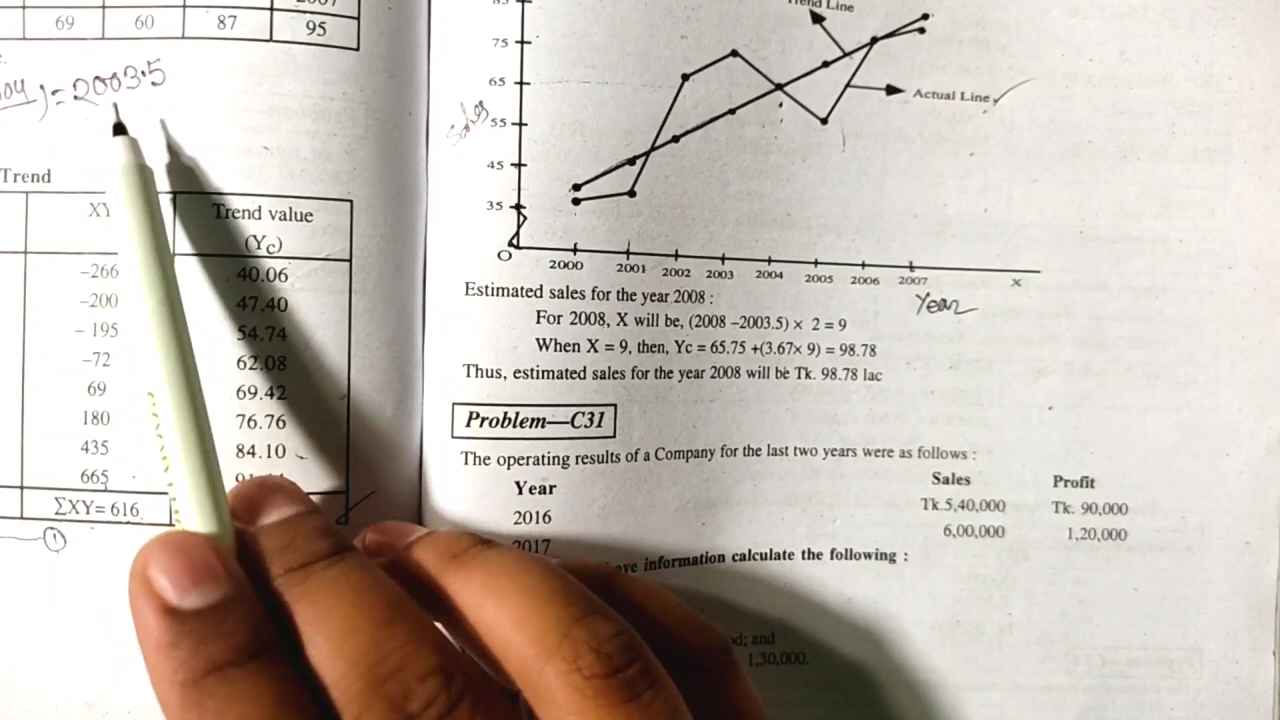 69 60 87 95
) = 2003.5
Trend
XY Trend value
(Yc)
-266 40.06
-200 47.40
-195 54.74
-72 62.08
69 69.42
180 76.76
435 84.10
665
ΣXY= 616
1
Trend Line
75
65
55
45
35
Sales
Actual Line
O
2000 2001 2002 2003 2004 2005 2006 2007 X
Year
Estimated sales for the year 2008 :
For 2008, X will be, (2008 –2003.5) × 2 = 9
When X = 9, then, Yc = 65.75 +(3.67× 9) = 98.78
Thus, estimated sales for the year 2008 will be Tk. 98.78 lac
Problem—C31
The operating results of a Company for the last two years were as follows :
Year Sales Profit
2016 Tk.5,40,000 Tk. 90,000
2017 6,00,000 1,20,000
information calculate the following :
and
1,30,000.